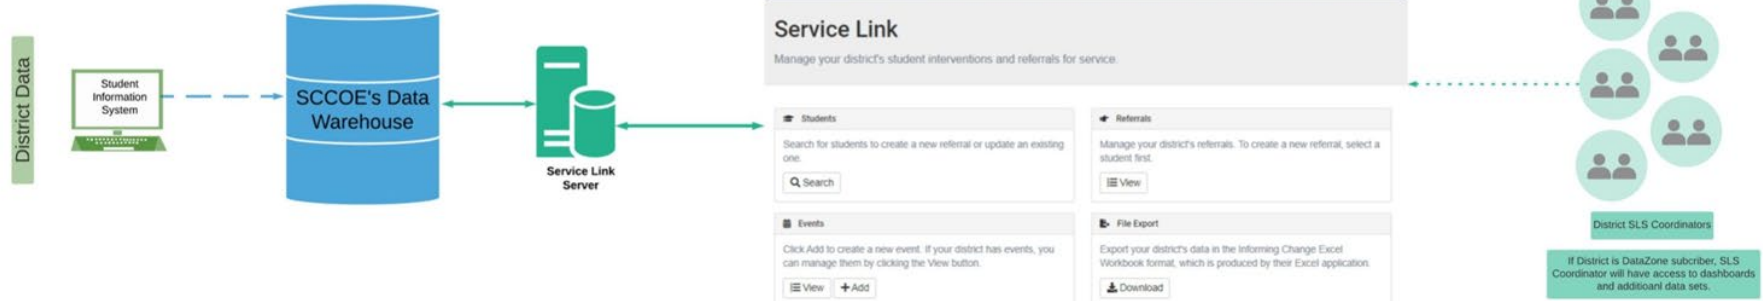 District Data
Student
Information
System
SCCOE's Data
Warehouse
Service Link
Server
Service Link
Manage your district's student interventions and referrals for service.
Students
Search for students to create a new referral or update an existing
one.
Search
Referrals
Manage your district's referrals. To create a new referral, select a
student first.
View
Events
Click Add to create a new event. If your district has events, you
can manage them by clicking the View button.
View
+Add
File Export
Export your district's data in the Informing Change Excel
Workbook format, which is produced by their Excel application.
Download
District SLS Coordinators
If District is DataZone subcriber, SLS
Coordinator will have access to dashboards
and additioanl data sets.